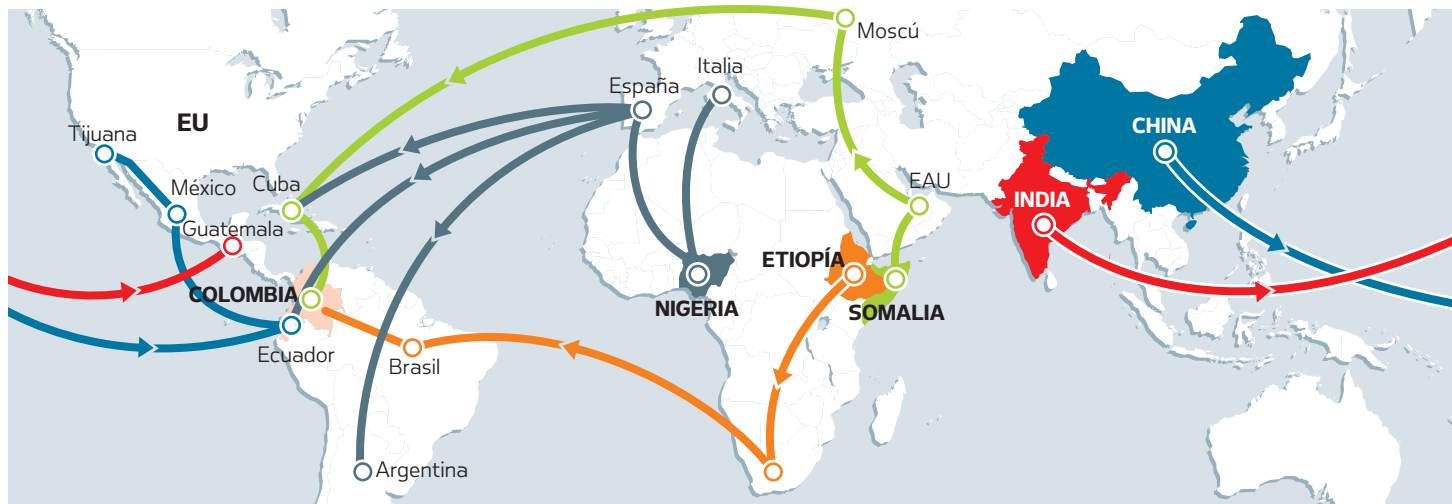 Moscú
Italia
España
EU
Tijuana
CHINA
México
Cuba
EAU
INDIA
Guatemala
ETIOPÍA
COLOMBIA
NIGERIA
SOMALIA
Ecuador
Brasil
Argentina